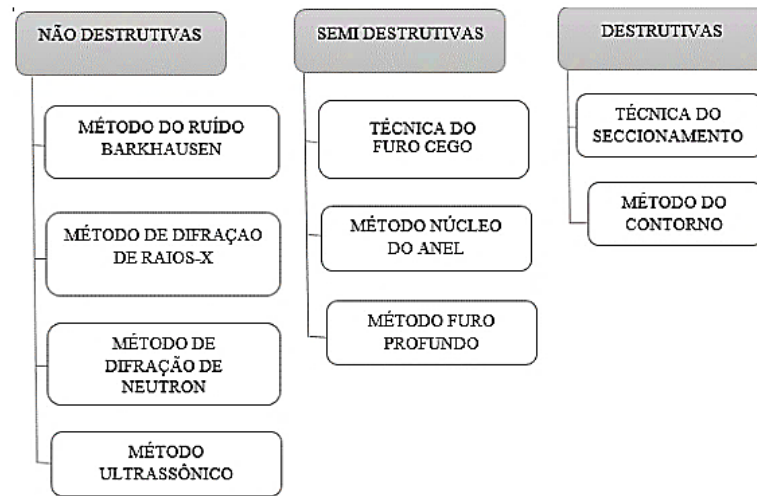 NÃO DESTRUTIVAS
MÉTODO DO RUÍDO
BARKHAUSEN
MÉTODO DE DIFRAÇAO
DE RAIOS-X
MÉTODO DE
DIFRAÇÃO DE
NEUTRON
MÉTODO
ULTRASSÔNICO
SEMI DESTRUTIVAS
TÉCNICA DO
FURO CEGO
MÉTODO NÚCLEO
DO ANEL
MÉTODO FURO
PROFUNDO
DESTRUTIVAS
TÉCNICA DO
SECCIONAMENTO
MÉTODO DO
CONTORNO